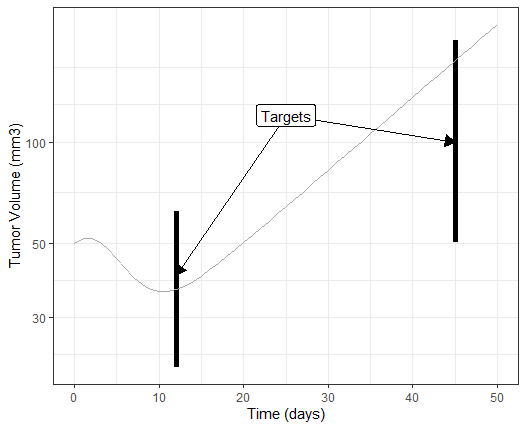 Targets
Tumor Volume (mm3)
100
50
30
0 10 20 30 40 50
Time (days)